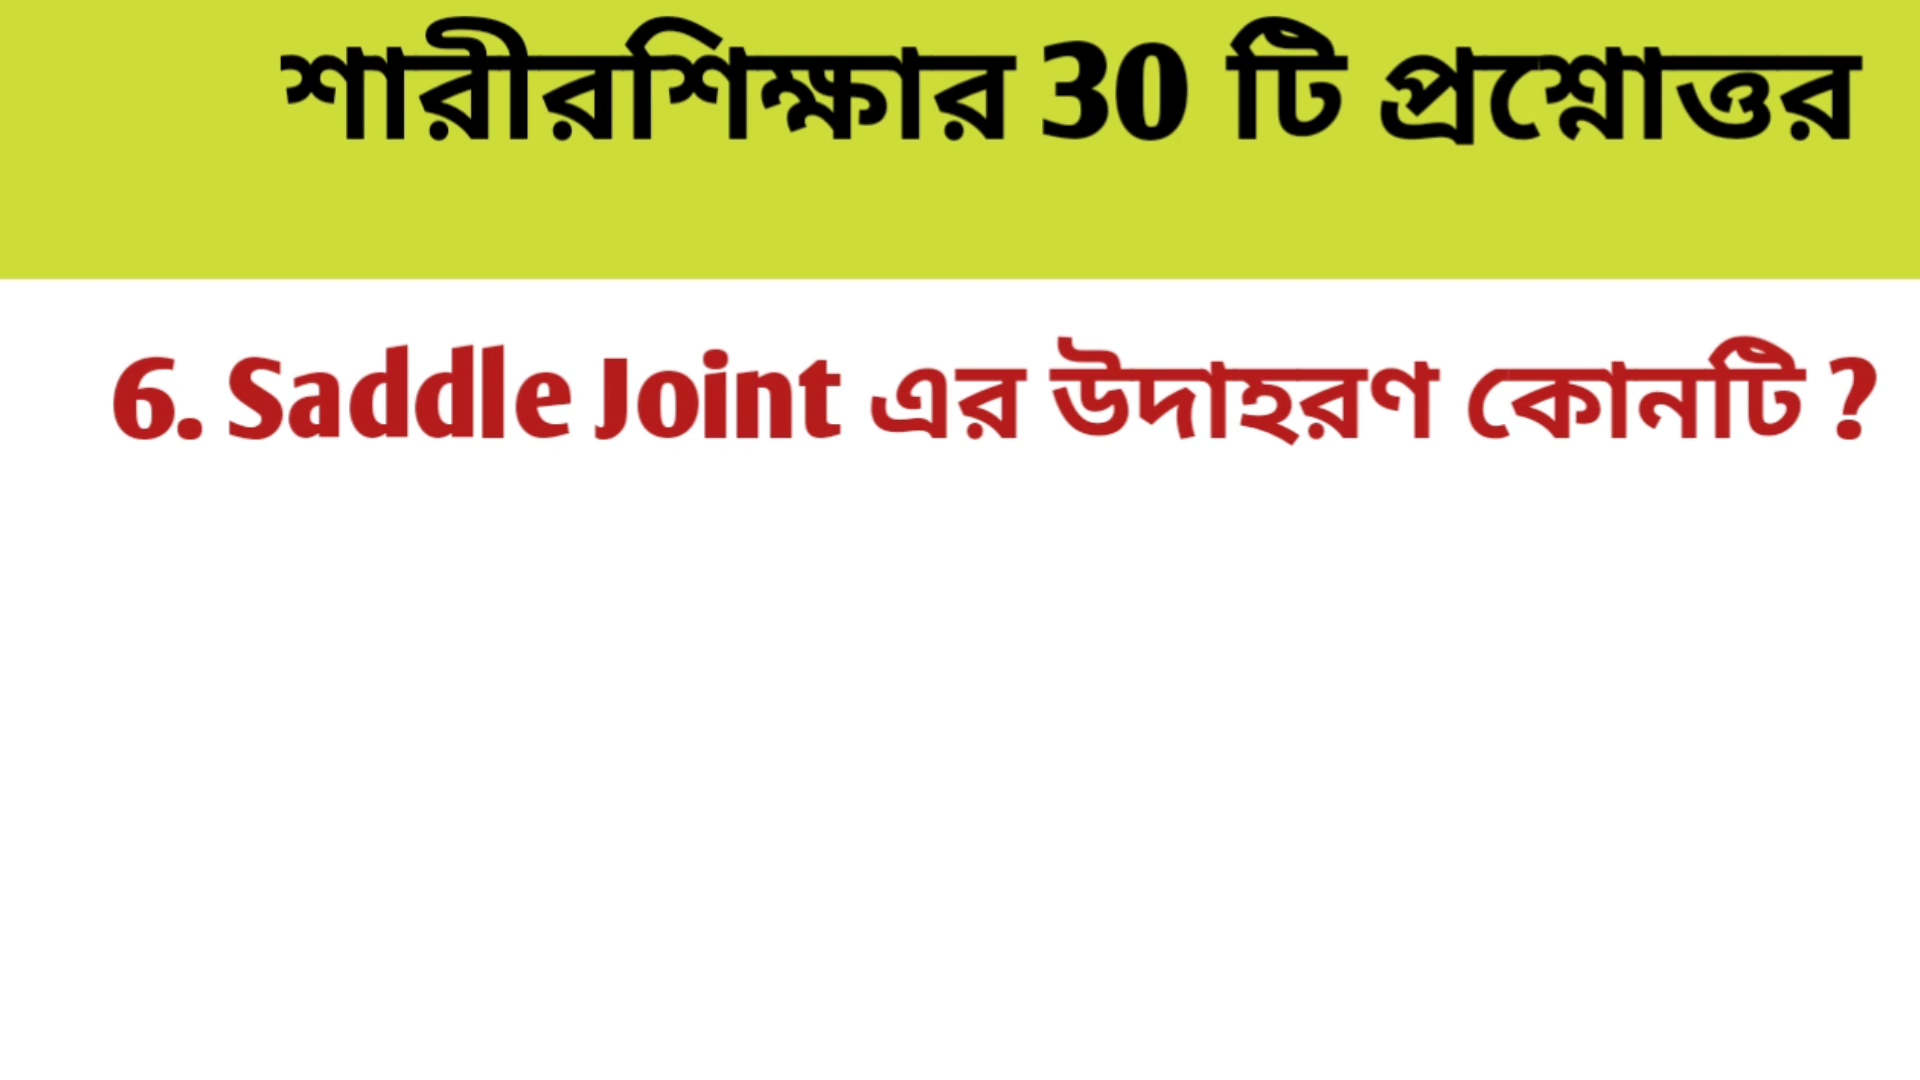 শারীরশিক্ষার 30 টি প্রশ্নোত্তর
6. Saddle Joint এর উদাহরণ কোনটি ?